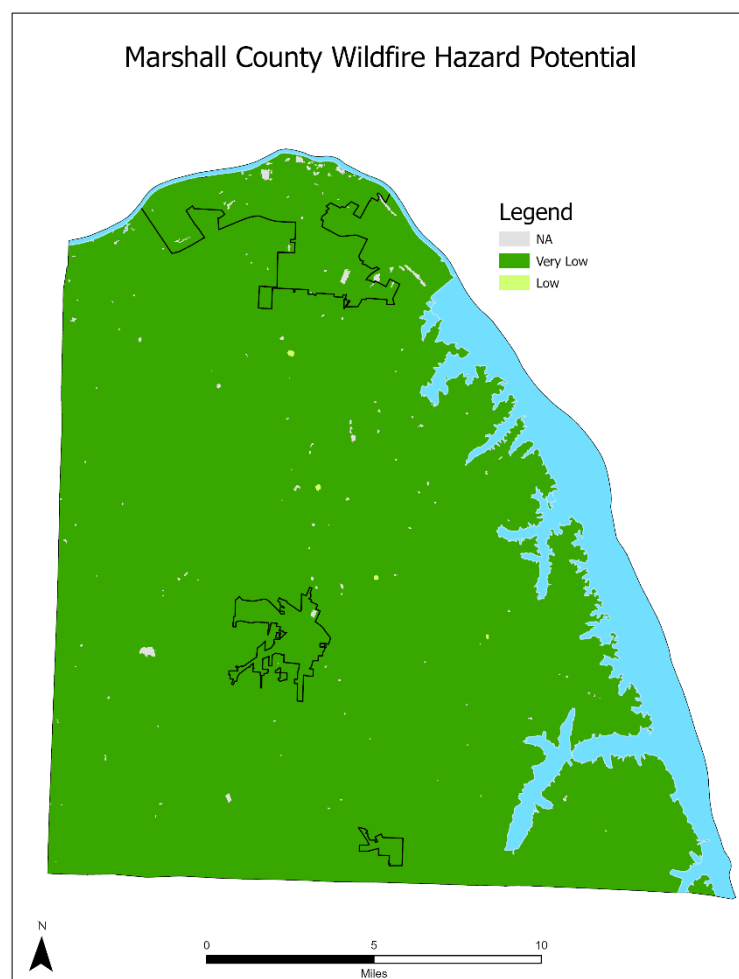 Marshall County Wildfire Hazard Potential
Legend
NA
Very Low
Low
N
0 5 10
Miles